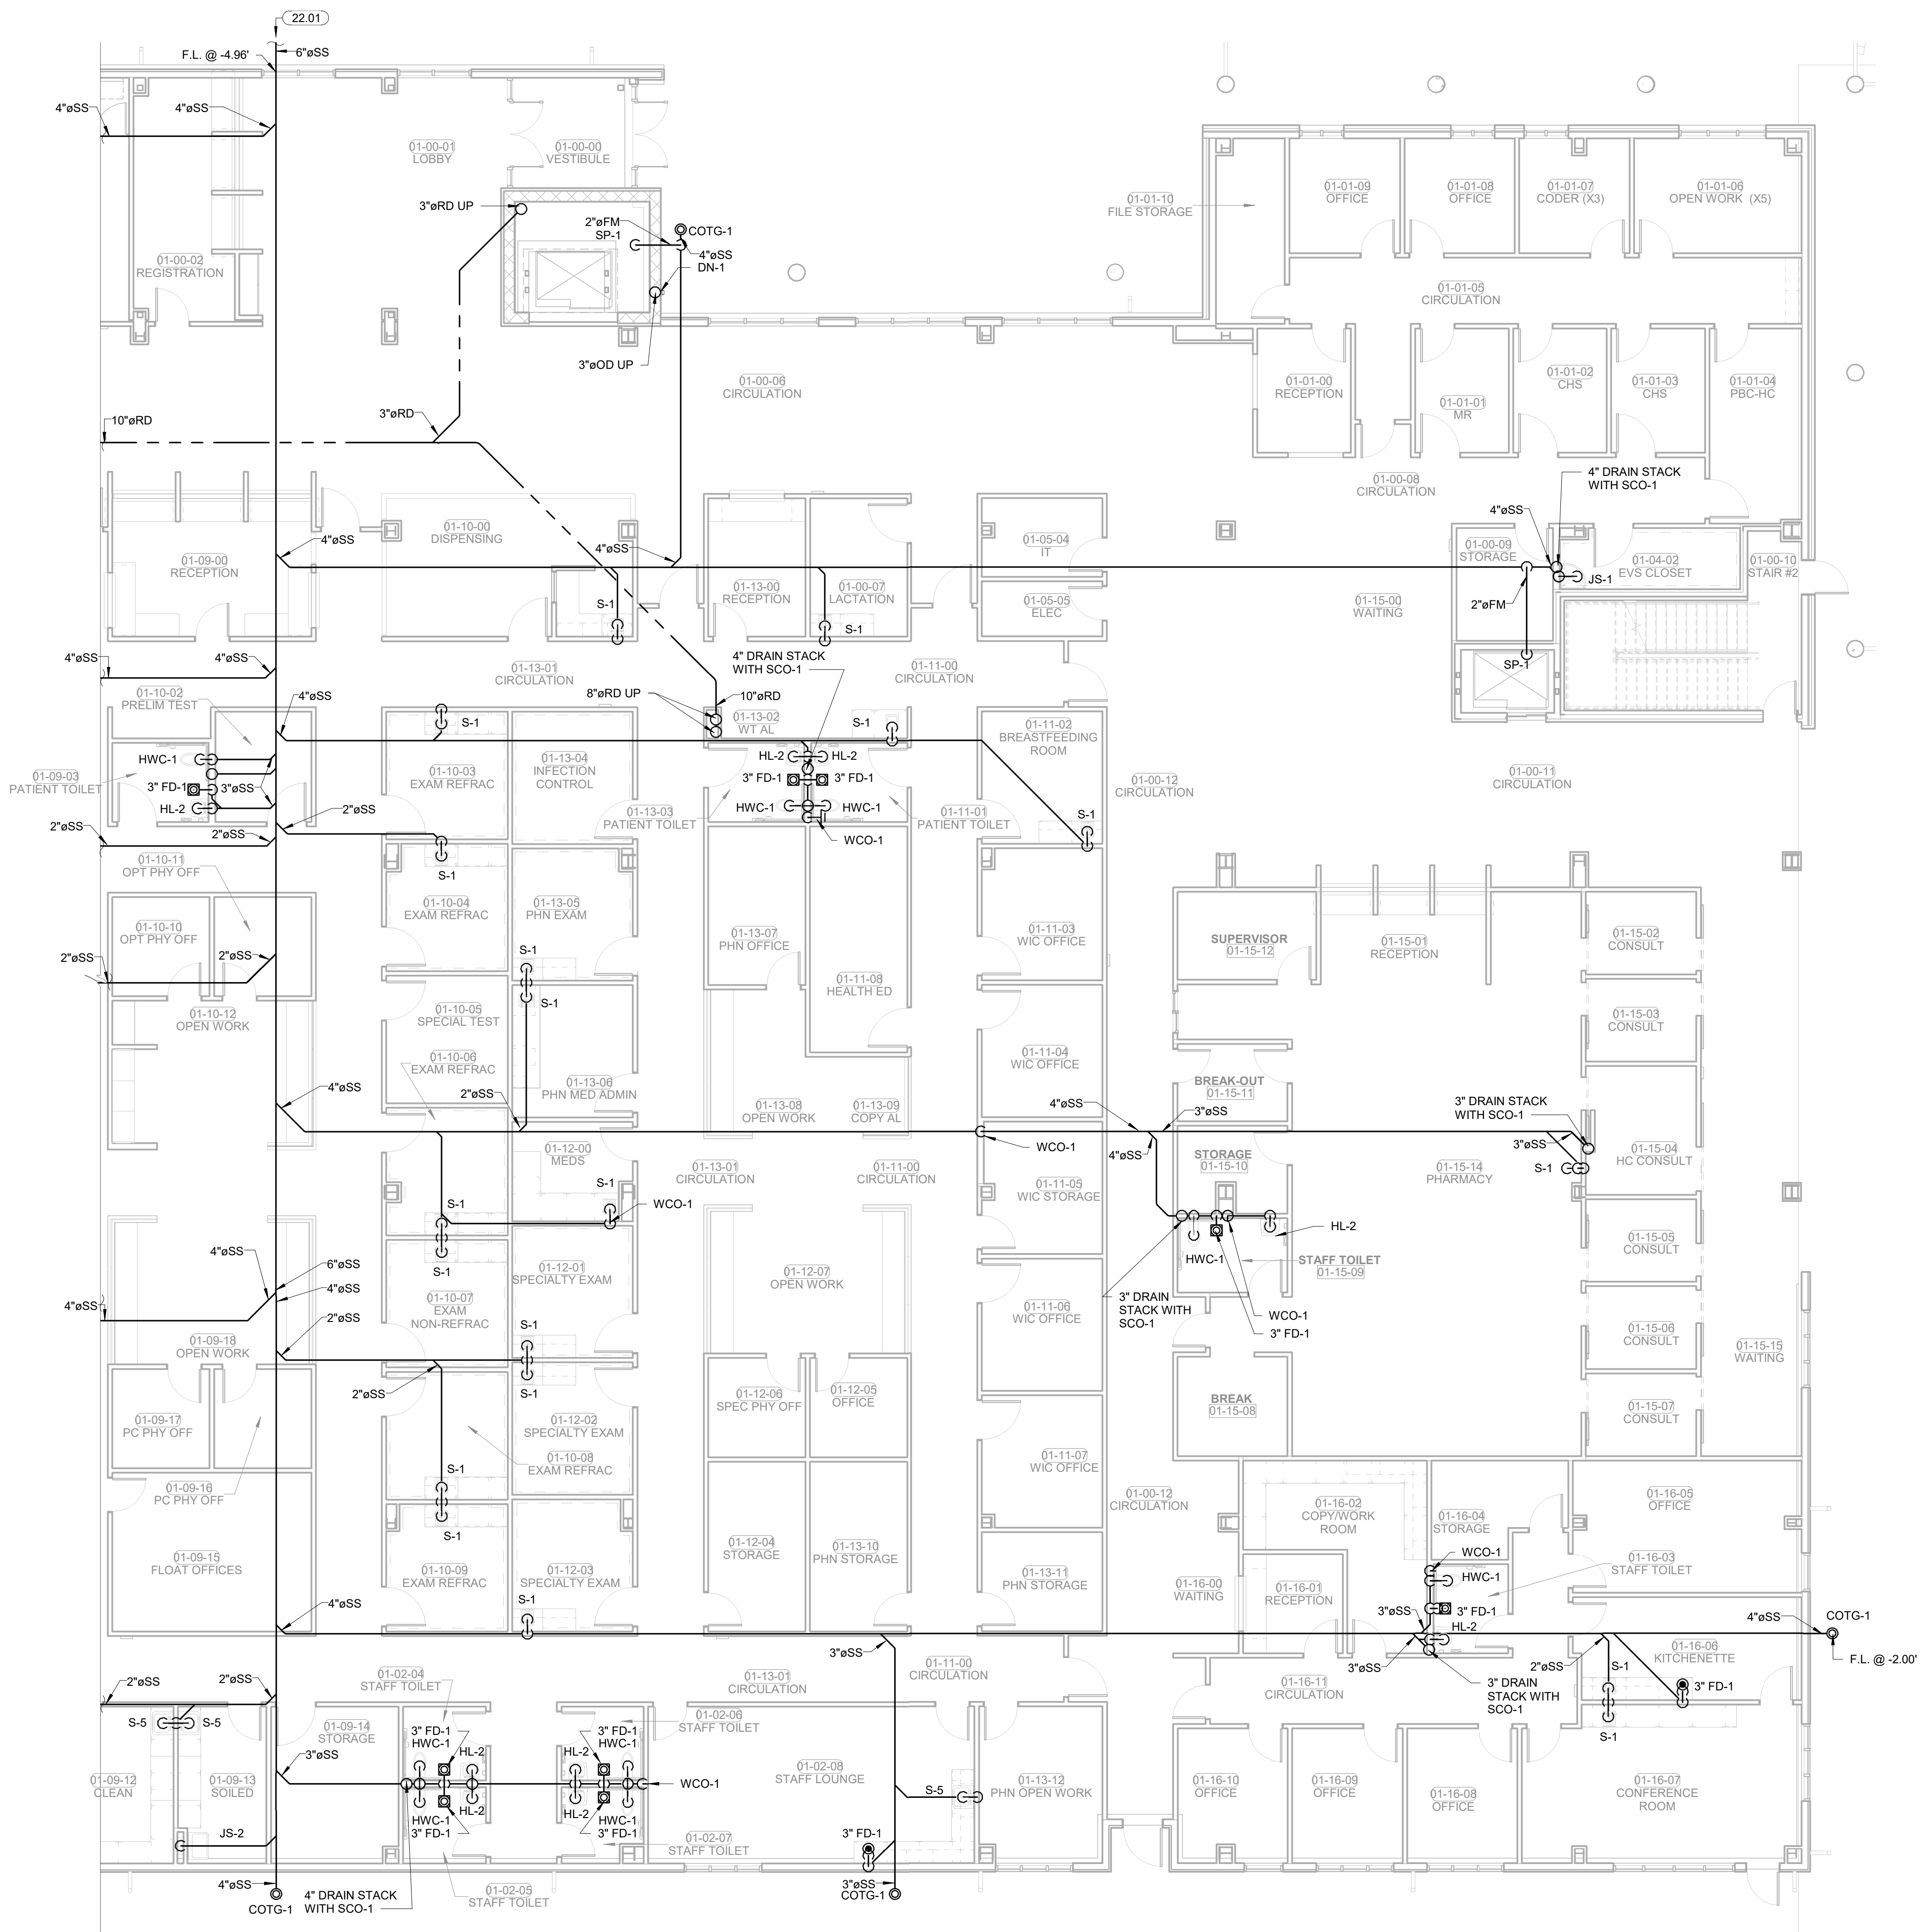 22.01
6"øSS
F.L. @ -4.96'
4"øSS
4"øSS
01-00-01
LOBBY
01-00-00
VESTIBULE
01-00-02
REGISTRATION
3"øRD UP
2"øFM
SP-1
COTG-1
4"øSS
DN-1
3"øOD UP
01-01-10
FILE STORAGE
01-01-09
OFFICE
01-01-08
OFFICE
01-01-07
CODER (X3)
01-01-06
OPEN WORK (X5)
01-01-05
CIRCULATION
01-00-06
CIRCULATION
01-01-00
RECEPTION
01-01-01
MR
01-01-02
CHS
01-01-03
CHS
01-01-04
PBC-HC
3"øRD
10"øRD
01-00-08
CIRCULATION
4" DRAIN STACK
WITH SCO-1
4"øSS
01-09-00
RECEPTION
4"øSS
01-10-00
DISPENSING
4"øSS
S-1
01-13-00
RECEPTION
01-00-07
LACTATION
S-1
01-05-04
IT
01-05-05
ELEC
01-15-00
WAITING
01-00-09
STORAGE
2"øFM
JS-1
01-04-02
EVS CLOSET
01-00-10
STAIR #2
SP-1
4"øSS
4"øSS
01-13-01
CIRCULATION
4" DRAIN STACK
WITH SCO-1
01-11-00
CIRCULATION
01-10-02
PRELIM TEST
4"øSS
8"øRD UP
10"øRD
01-13-02
WT AL
S-1
S-1
01-11-02
BREASTFEEDING
ROOM
01-09-03
PATIENT TOILET
HWC-1
3" FD-1
HL-2
3"øSS
01-10-03
EXAM REFRAC
01-13-04
INFECTION
CONTROL
HL-2
HL-2
3" FD-1
3" FD-1
HWC-1
HWC-1
01-13-03
PATIENT TOILET
01-11-01
PATIENT TOILET
WCO-1
S-1
01-00-12
CIRCULATION
01-00-11
CIRCULATION
2"øSS
2"øSS
2"øSS
01-10-11
OPT PHY OFF
S-1
01-10-04
EXAM REFRAC
01-13-05
PHN EXAM
01-10-10
OPT PHY OFF
01-13-07
PHN OFFICE
01-11-03
WIC OFFICE
SUPERVISOR
01-15-12
01-15-01
RECEPTION
01-15-02
CONSULT
2"øSS
2"øSS
S-1
S-1
01-11-08
HEALTH ED
01-10-12
OPEN WORK
01-10-05
SPECIAL TEST
01-10-06
EXAM REFRAC
01-13-06
PHN MED ADMIN
01-11-04
WIC OFFICE
01-15-03
CONSULT
4"øSS
2"øSS
01-13-08
OPEN WORK
01-13-09
COPY AL
BREAK-OUT
01-15-11
4"øSS
3"øSS
3" DRAIN STACK
WITH SCO-1
3"øSS
01-12-00
MEDS
WCO-1
4"øSS
STORAGE
01-15-10
01-15-14
PHARMACY
S-1
01-15-04
HC CONSULT
01-13-01
CIRCULATION
01-11-00
CIRCULATION
01-11-05
WIC STORAGE
S-1
S-1
WCO-1
HL-2
HWC-1
STAFF TOILET
01-15-09
01-15-05
CONSULT
4"øSS
6"øSS
4"øSS
4"øSS
S-1
01-12-01
SPECIALTY EXAM
01-12-07
OPEN WORK
01-10-07
EXAM
NON-REFRAC
01-11-06
WIC OFFICE
3" DRAIN
STACK WITH
SCO-1
WCO-1
3" FD-1
01-15-06
CONSULT
01-15-15
WAITING
01-09-18
OPEN WORK
2"øSS
S-1
2"øSS
S-1
01-12-06
SPEC PHY OFF
01-12-05
OFFICE
BREAK
01-15-08
01-15-07
CONSULT
01-09-17
PC PHY OFF
01-12-02
SPECIALTY EXAM
01-10-08
EXAM REFRAC
01-11-07
WIC OFFICE
01-09-16
PC PHY OFF
S-1
S-1
01-00-12
CIRCULATION
01-16-02
COPY/WORK
ROOM
01-16-04
STORAGE
01-16-05
OFFICE
01-09-15
FLOAT OFFICES
01-10-09
EXAM REFRAC
01-12-03
SPECIALTY EXAM
01-12-04
STORAGE
01-13-10
PHN STORAGE
01-13-11
PHN STORAGE
01-16-00
WAITING
01-16-01
RECEPTION
WCO-1
HWC-1
01-16-03
STAFF TOILET
3" FD-1
HL-2
4"øSS
S-1
3"øSS
3"øSS
3"øSS
4"øSS
COTG-1
F.L. @ -2.00'
01-16-06
KITCHENETTE
2"øSS
S-1
3" FD-1
S-1
2"øSS
2"øSS
01-02-04
STAFF TOILET
01-13-01
CIRCULATION
01-11-00
CIRCULATION
01-16-11
CIRCULATION
3" DRAIN
STACK WITH
SCO-1
S-5
S-5
01-09-14
STORAGE
3"øSS
3" FD-1
HWC-1
HL-2
01-02-06
STAFF TOILET
3" FD-1
HWC-1
HL-2
WCO-1
01-02-08
STAFF LOUNGE
S-5
01-13-12
PHN OPEN WORK
01-16-10
OFFICE
01-16-09
OFFICE
01-16-08
OFFICE
01-16-07
CONFERENCE
ROOM
01-09-12
CLEAN
01-09-13
SOILED
JS-2
HL-2
HWC-1
3" FD-1
HL-2
HWC-1
3" FD-1
01-02-07
STAFF TOILET
3" FD-1
4"øSS
COTG-1
4" DRAIN STACK
WITH SCO-1
01-02-05
STAFF TOILET
3"øSS
COTG-1